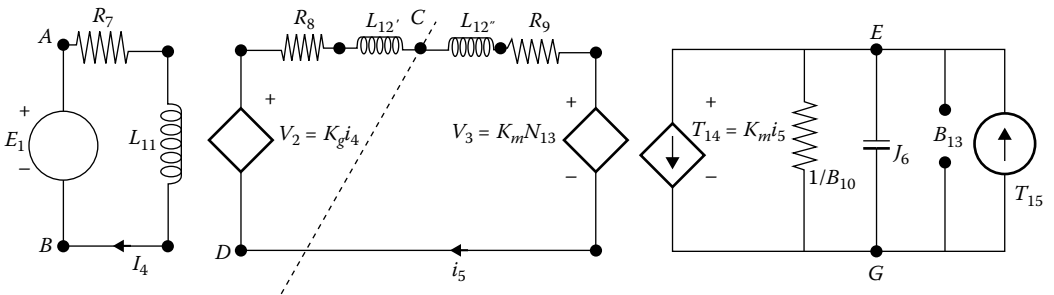 A
R7
+
E1
−
L11
B
I4
R8
L12′
C
L12″
R9
+
V2 = Kgi4
V3 = KmN13
+
−
D
i5
E
+
T14 = Kmi5
−
1/B10
J6
B13
T15
G